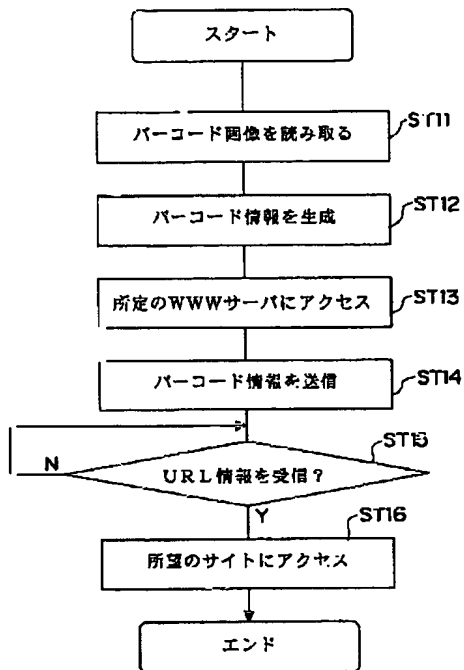 スタート
バーコード画像を読み取る
ST11
バーコード情報を生成
ST12
所定のWWWサーバにアクセス
ST13
バーコード情報を送信
ST14
ST15
URL情報を受信?
N
Y
ST16
所望のサイトにアクセス
エンド